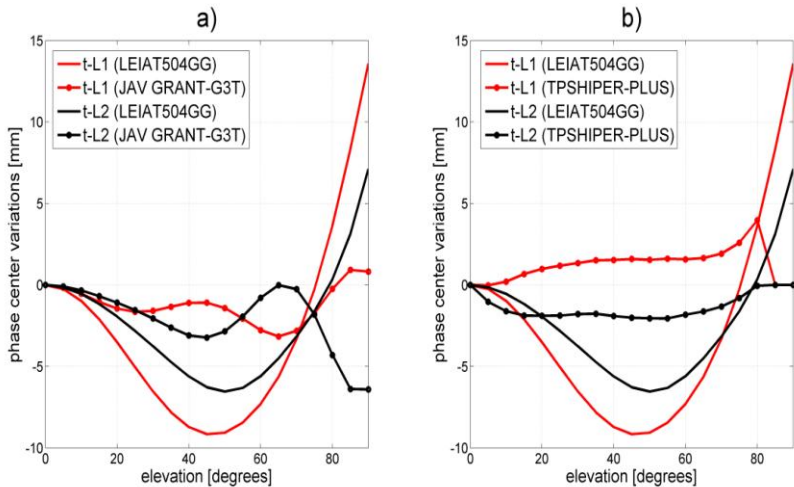 a)
15
10
5
0
-5
-10
0
20
40
60
80
phase center variations [mm]
elevation [degrees]
t-L1 (LEIAT504GG)
t-L1 (JAV GRANT-G3T)
t-L2 (LEIAT504GG)
t-L2 (JAV GRANT-G3T)
b)
15
10
5
0
-5
-10
0
20
40
60
80
phase center variations [mm]
elevation [degrees]
t-L1 (LEIAT504GG)
t-L1 (TPSHIPER-PLUS)
t-L2 (LEIAT504GG)
t-L2 (TPSHIPER-PLUS)